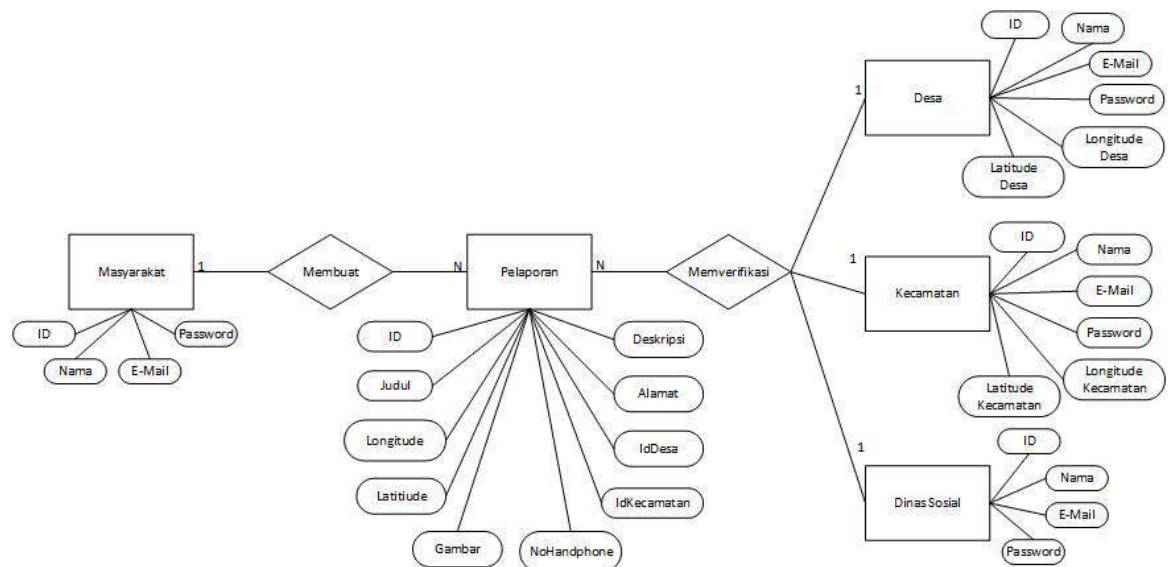 ID
Nama
E-Mail
Password
Longitude
Desa
Latitude
Desa
1
Desa
Masyarakat
1
Membuat
N
Pelaporan
N
Memverifikasi
1
Kecamatan
ID
Nama
E-Mail
Password
Longitude
Kecamatan
Latitude
Kecamatan
ID
Nama
E-Mail
Password
ID
Judul
Longitude
Latitiude
Gambar
NoHandphone
IdKecamatan
IdDesa
Alamat
Deskripsi
1
Dinas Sosial
ID
Nama
E-Mail
Password